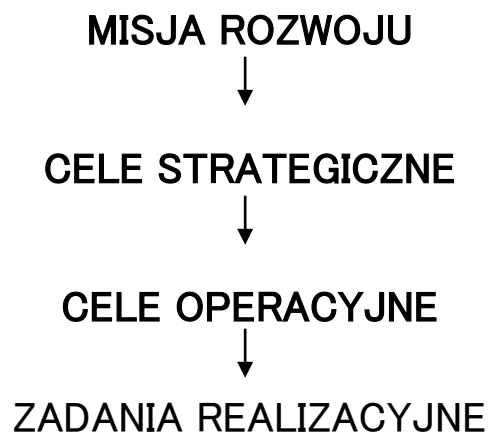 MISJA ROZWOJU
CELE STRATEGICZNE
CELE OPERACYJNE
ZADANIA REALIZACYJNE